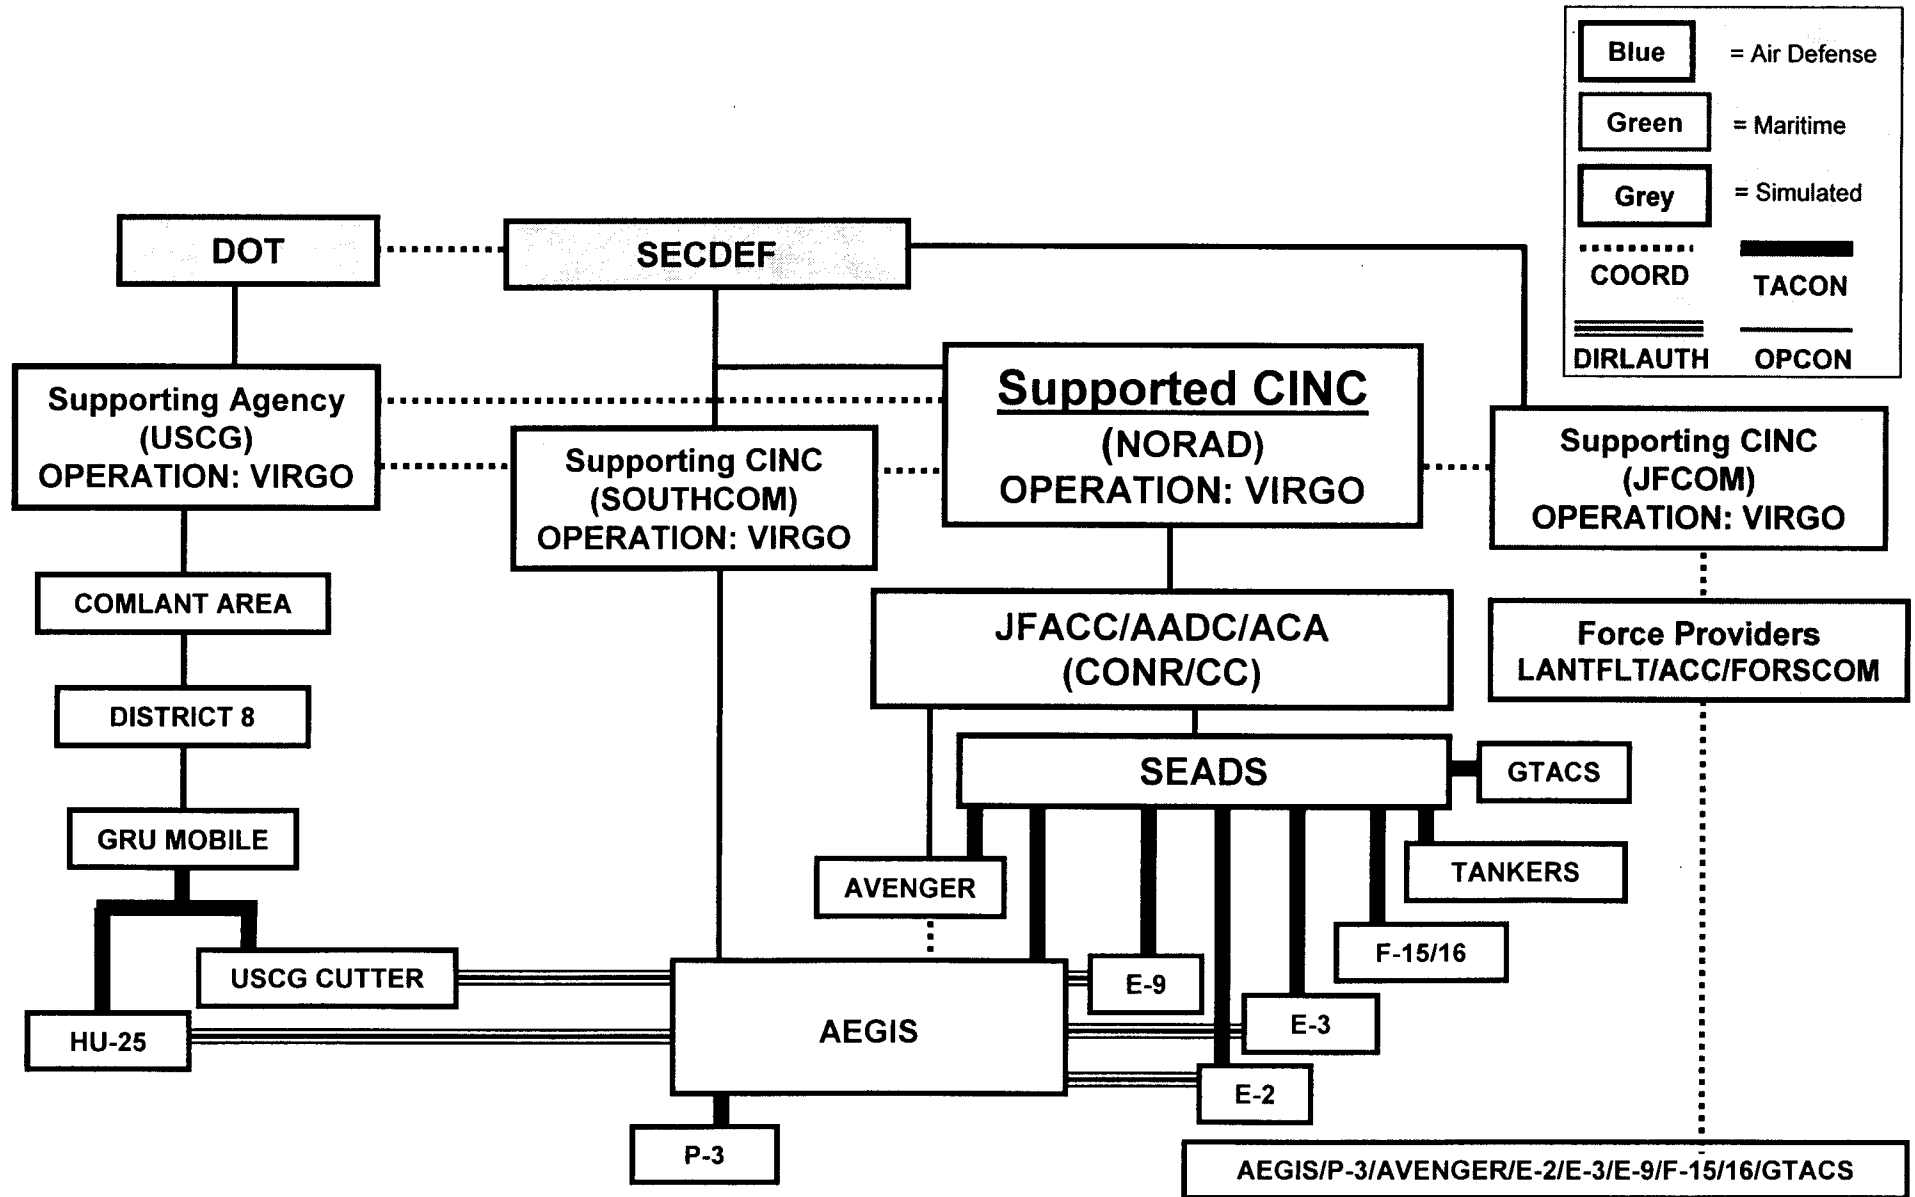 Blue = Air Defense
Green = Maritime
Grey = Simulated
COORD
TACON
DIRLAUTH
OPCON
DOT
SECDEF
Supporting Agency
(USCG)
OPERATION: VIRGO
Supporting CINC
(SOUTHCOM)
OPERATION: VIRGO
Supported CINC
(NORAD)
OPERATION: VIRGO
Supporting CINC
(JFCOM)
OPERATION: VIRGO
COMLANT AREA
JFACC/AADC/ACA
(CONR/CC)
Force Providers
LANTFLT/ACC/FORSCOM
DISTRICT 8
SEADS
GTACS
GRU MOBILE
AVENGER
TANKERS
F-15/16
USCG CUTTER
E-9
HU-25
AEGIS
E-3
E-2
P-3
AEGIS/P-3/AVENGER/E-2/E-3/E-9/F-15/16/GTACS